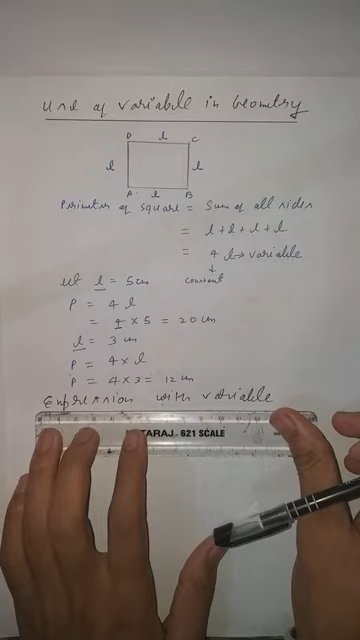 Use of variable in Geometry
D l C
l l
A l B
Perimeter of square = Sum of all sides
= l + l + l + l
= 4 l → variable
constant
let l = 5 cm
P = 4 l
= 4 × 5 = 20 cm
l = 3 cm
P = 4 × l
P = 4 × 3 = 12 cm
Expression with variable
ATARAJ - 621 SCALE